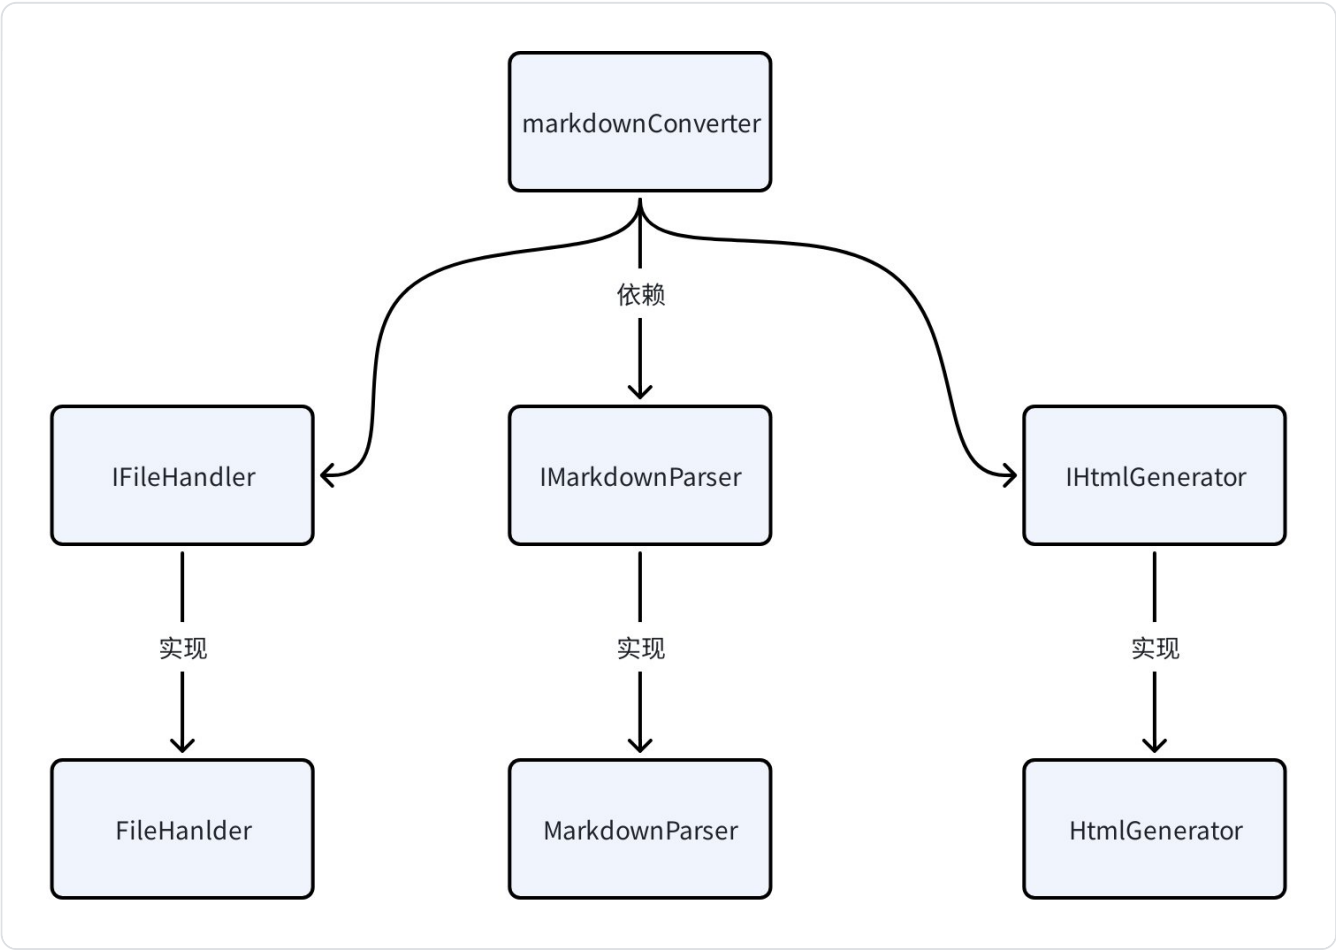 markdownConverter
依赖
IFileHandler
IMarkdownParser
IHtmlGenerator
实现
实现
实现
FileHanlder
MarkdownParser
HtmlGenerator